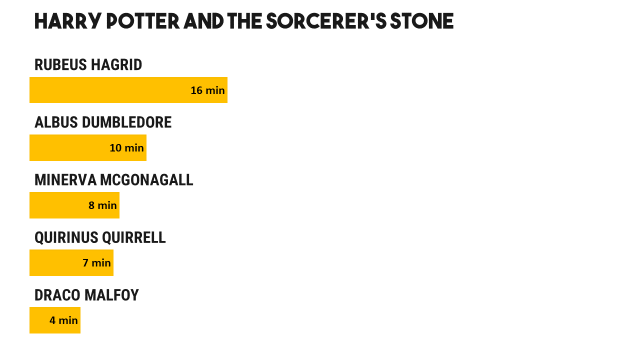 HARRY POTTER AND THE SORCERER'S STONE
RUBEUS HAGRID
16 min
ALBUS DUMBLEDORE
10 min
MINERVA MCGONAGALL
8 min
QUIRINUS QUIRRELL
7 min
DRACO MALFOY
4 min